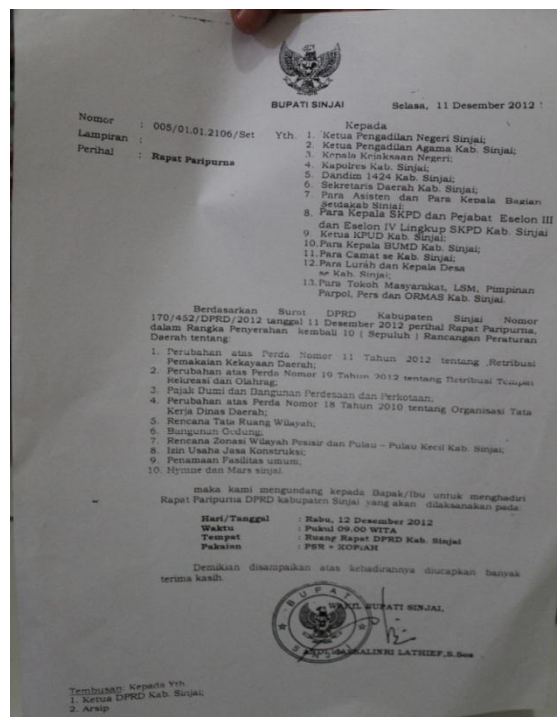 BUPATI SINJAI
Selasa, 11 Desember 2012
Nomor : 005/01.01.2106/Set
Lampiran :
Perihal : Rapat Paripurna
Kepada
Yth. 1. Ketua Pengadilan Negeri Sinjai;
2. Ketua Pengadilan Agama Kab. Sinjai;
3. Kepala Kejaksaan Negeri;
4. Kapolres Kab. Sinjai;
5. Dandim 1424 Kab. Sinjai;
6. Sekretaris Daerah Kab. Sinjai;
7. Para Asisten dan Para Kepala Bagian
Setdakab Sinjai;
8. Para Kepala SKPD dan Pejabat Eselon III
dan Eselon IV Lingkup SKPD Kab. Sinjai
9. Ketua KPUD Kab. Sinjai;
10. Para Kepala BUMD Kab. Sinjai;
11. Para Camat se Kab. Sinjai;
12. Para Lurah dan Kepala Desa
se Kab. Sinjai;
13. Para Tokoh Masyarakat, LSM, Pimpinan
Parpol, Pers dan ORMAS Kab. Sinjai.
Berdasarkan Surat DPRD Kabupaten Sinjai Nomor
170/452/DPRD/2012 tanggal 11 Desember 2012 perihal Rapat Paripurna,
dalam Rangka Penyerahan kembali 10 ( Sepuluh ) Rancangan Peraturan
Daerah tentang:
1. Perubahan atas Perda Nomor 11 Tahun 2012 tentang ,Retribusi
Pemakaian Kekayaan Daerah;
2. Perubahan atas Perda Nomor 19 Tahun 2012 tentang Retribusi Tempat
Rekreasi dan Olahrag;
3. Pajak Bumi dan Bangunan Perdesaan dan Perkotaan;
4. Perubahan atas Perda Nomor 18 Tahun 2010 tentang Organisasi Tata
Kerja Dinas Daerah;
5. Rencana Tata Ruang Wilayah;
6. Bangunan Gedung;
7. Rencana Zonasi Wilayah Pesisir dan Pulau – Pulau Kecil Kab. Sinjai;
8. Izin Usaha Jasa Konstruksi;
9. Penamaan Fasilitas umum;
10. Hymne dan Mars sinjai.
maka kami mengundang kepada Bapak/Ibu untuk menghadiri
Rapat Paripurna DPRD kabupaten Sinjai yang akan dilaksanakan pada:
Hari/Tanggal : Rabu, 12 Desember 2012
Waktu : Pukul 09.00 WITA
Tempat : Ruang Rapat DPRD Kab. Sinjai
Pakaian : PSR + KOPIAH
Demikian disampaikan atas kehadirannya diucapkan banyak
terima kasih.
WAKIL BUPATI SINJAI,
BUPATI
SINJAI
LATHIEF,S.Sos
Tembusan: Kepada Yth.
1. Ketua DPRD Kab. Sinjai;
2. Arsip